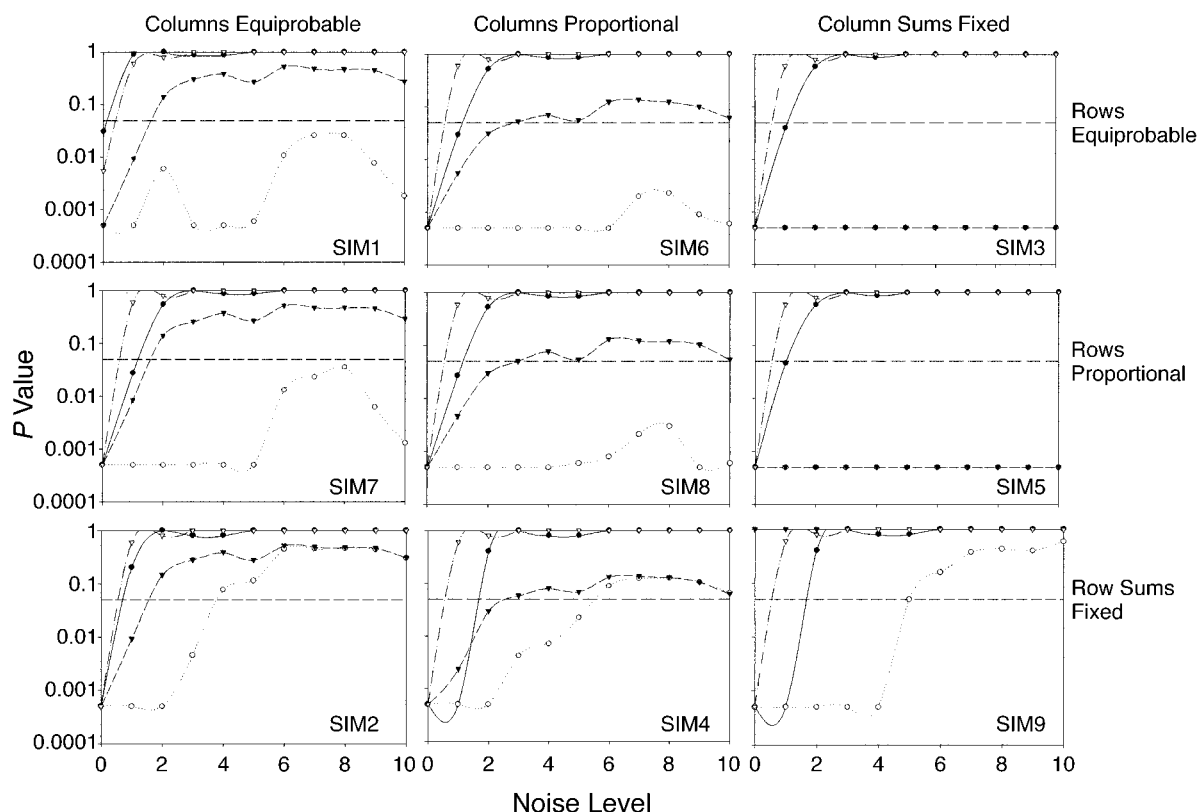 Columns Equiprobable
Columns Proportional
Column Sums Fixed
1
0.1
0.01
0.001
0.0001
SIM1
SIM6
SIM3
Rows
Equiprobable
1
0.1
0.01
0.001
0.0001
SIM7
SIM8
SIM5
Rows
Proportional
P Value
1
0.1
0.01
0.001
0.0001
SIM2
SIM4
SIM9
Row Sums
Fixed
0 2 4 6 8 10 0 2 4 6 8 10 0 2 4 6 8 10
Noise Level